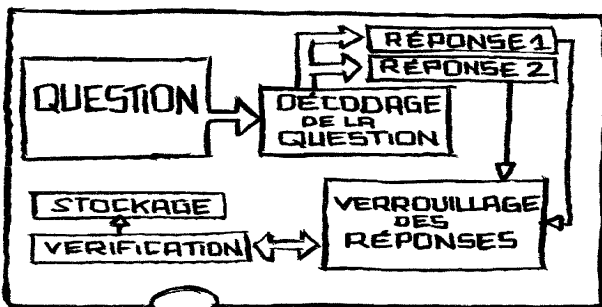 QUESTION
DÉCODAGE
DE LA
QUESTION
RÉPONSE 1
RÉPONSE 2
VERROUILLAGE
DES
RÉPONSES
VERIFICATION
STOCKAGE